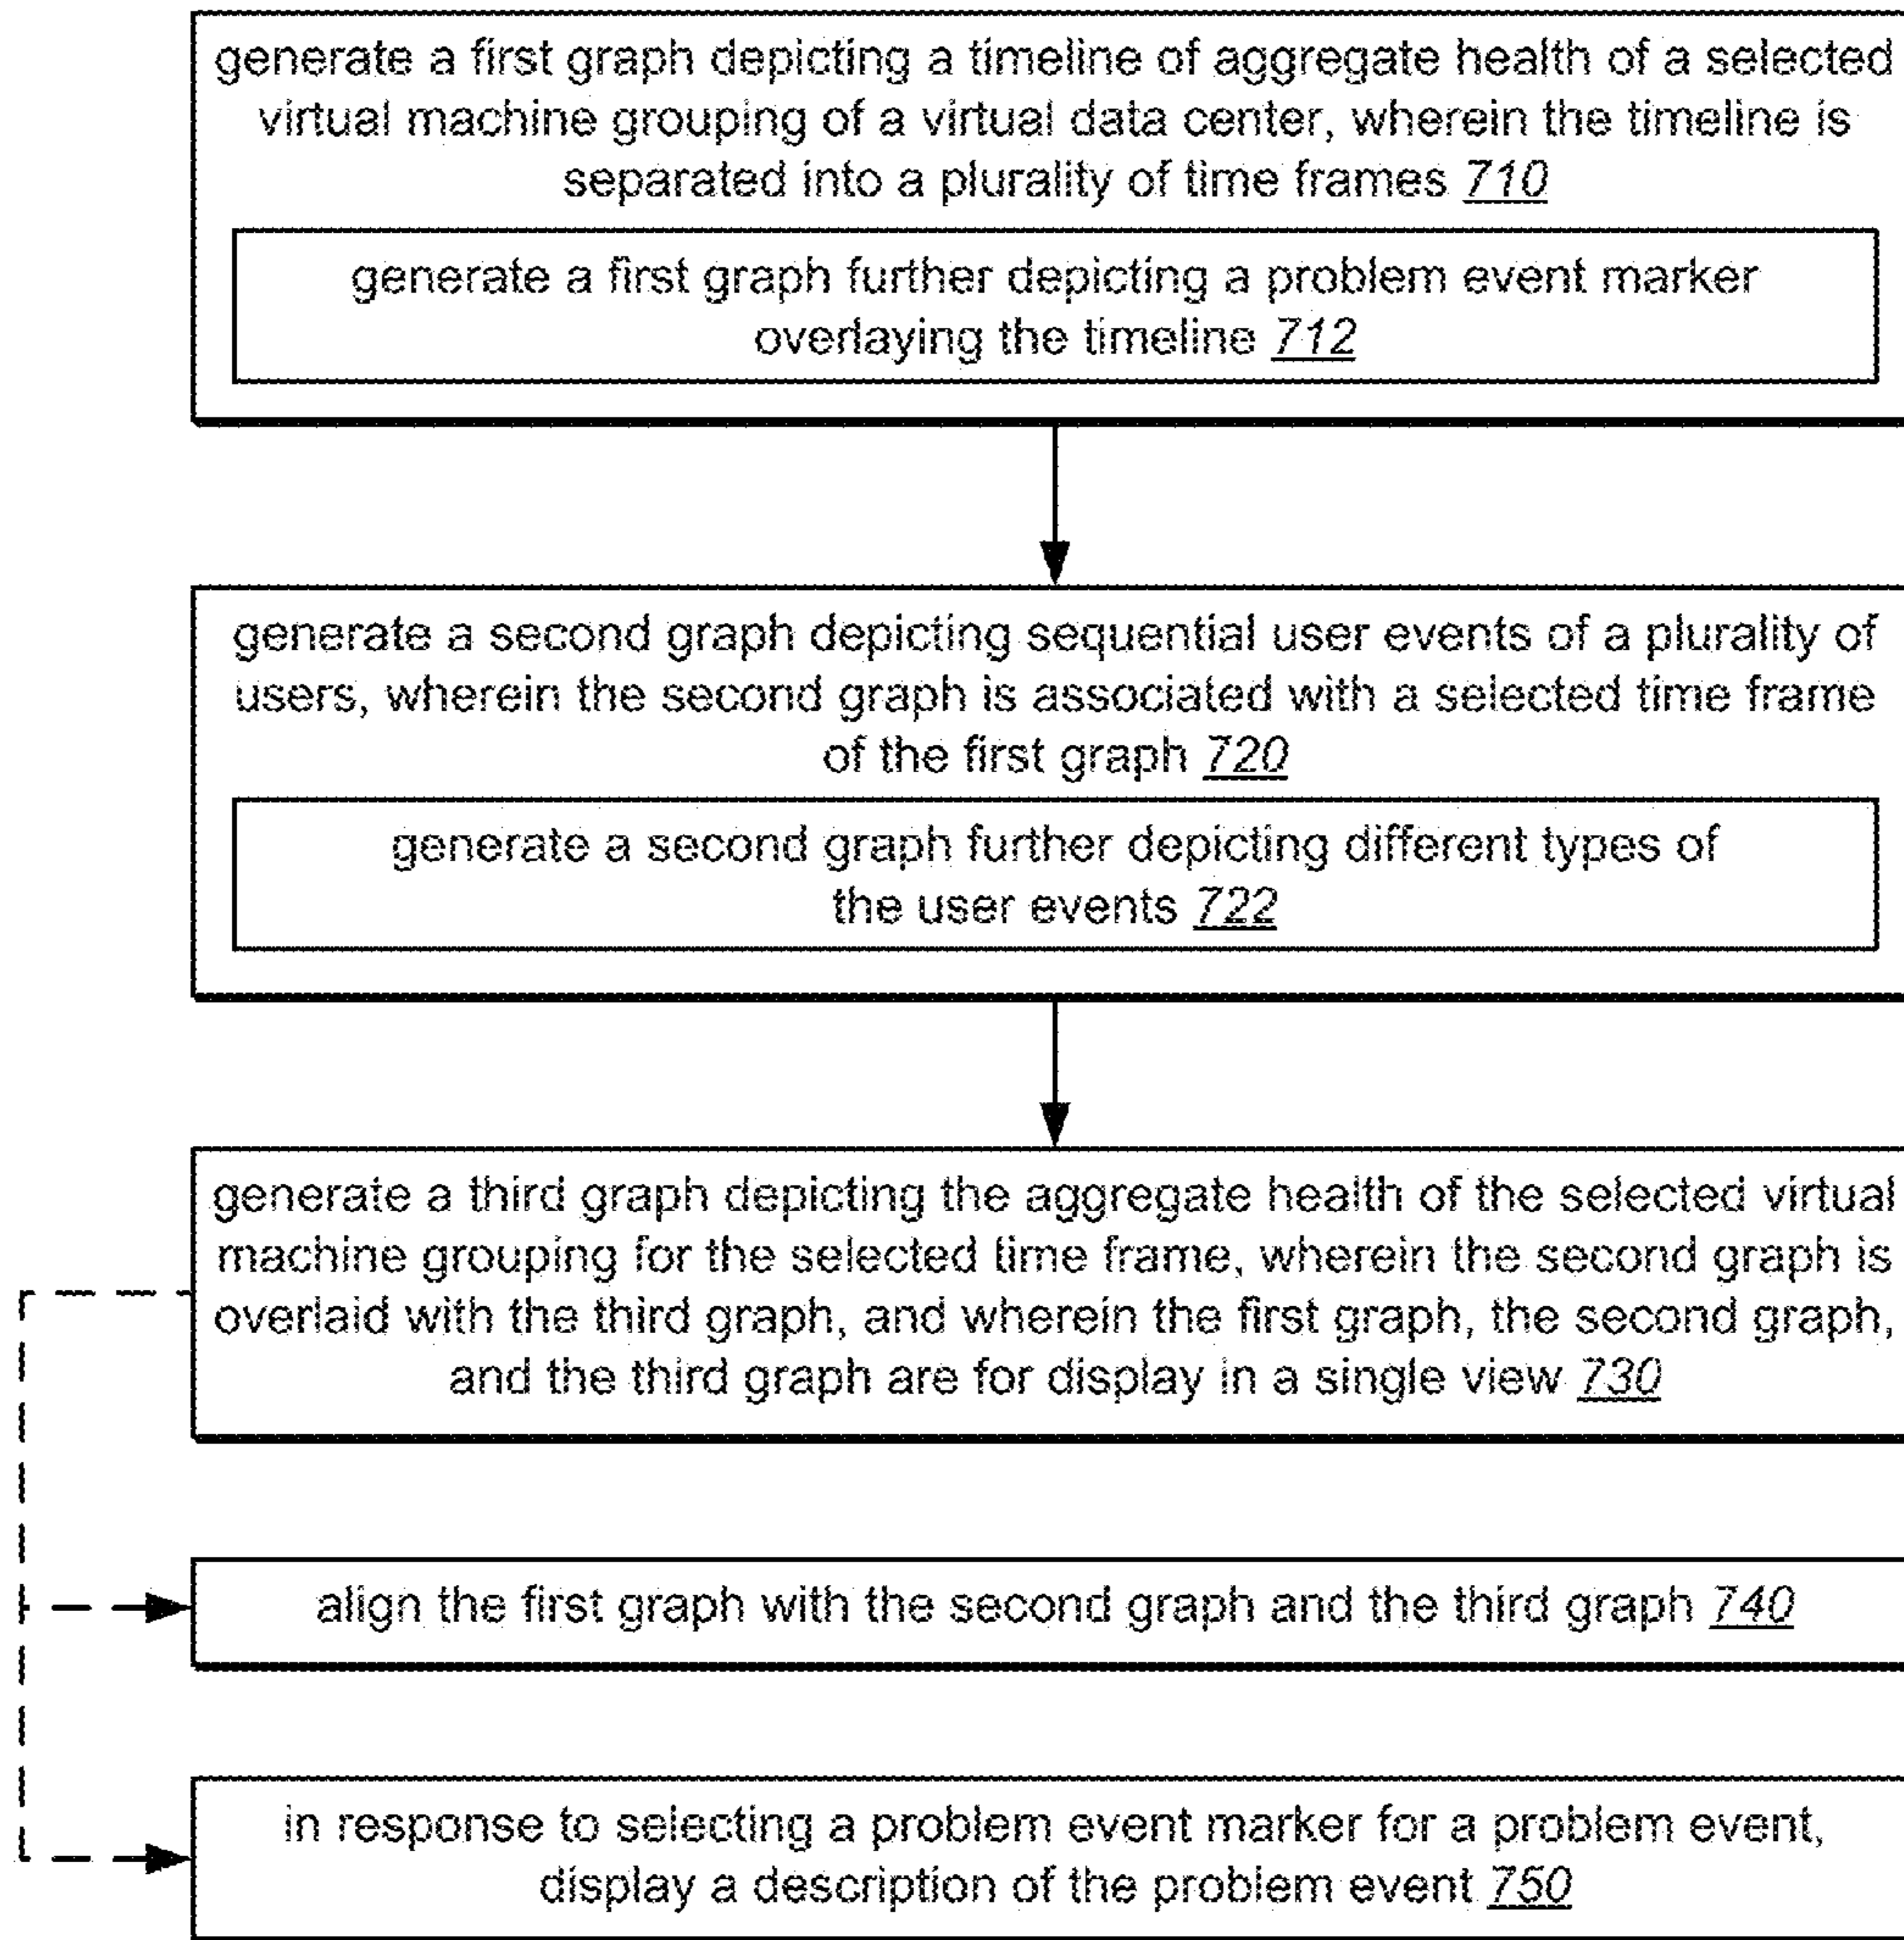 generate a first graph depicting a timeline of aggregate health of a selected
virtual machine grouping of a virtual data center, wherein the timeline is
separated into a plurality of time frames 710
generate a first graph further depicting a problem event marker
overlaying the timeline 712
generate a second graph depicting sequential user events of a plurality of
users, wherein the second graph is associated with a selected time frame
of the first graph 720
generate a second graph further depicting different types of
the user events 722
generate a third graph depicting the aggregate health of the selected virtual
machine grouping for the selected time frame, wherein the second graph is
overlaid with the third graph, and wherein the first graph, the second graph,
and the third graph are for display in a single view 730
align the first graph with the second graph and the third graph 740
in response to selecting a problem event marker for a problem event,
display a description of the problem event 750